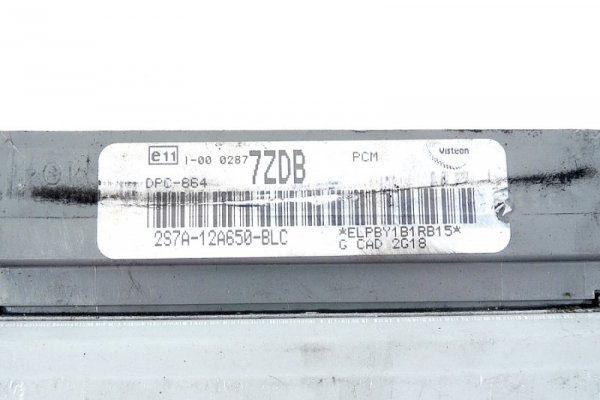 e11 1-00 0287 7ZDB PCM Visteon
DPC-864
2S7A-12A650-BLC *ELPBY1B1RB15*
G CAD 2G18